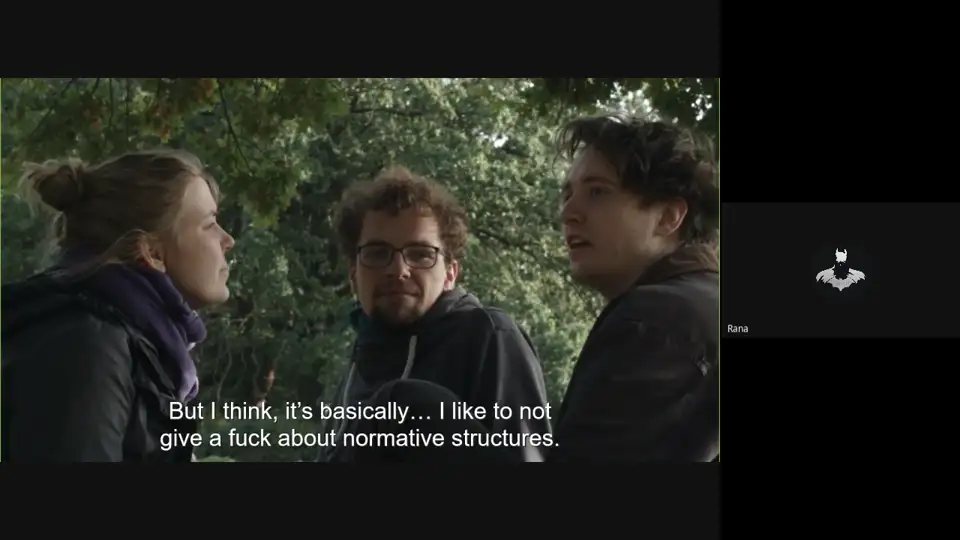 But I think, it's basically… I like to not
give a fuck about normative structures.
Rana